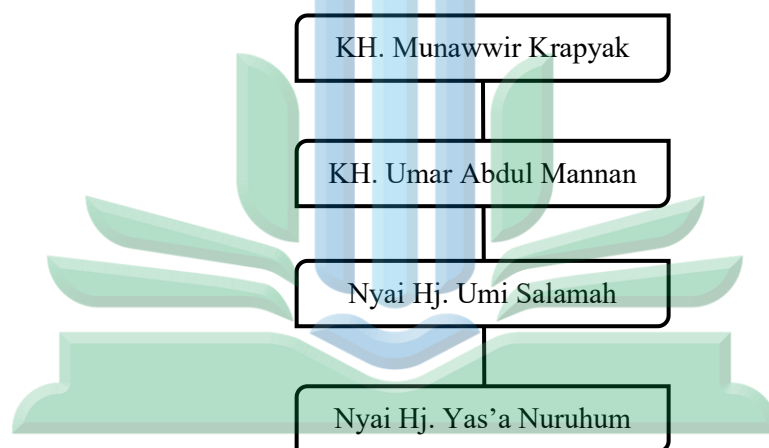 KH. Munawwir Krapyak
KH. Umar Abdul Mannan
Nyai Hj. Umi Salamah
Nyai Hj. Yas’a Nuruhum